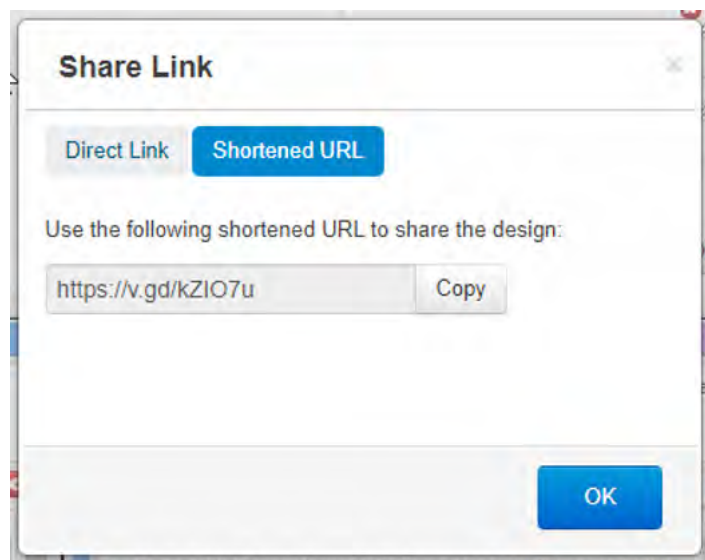 Share Link
×
Direct Link Shortened URL
Use the following shortened URL to share the design:
https://v.gd/kZIO7u Copy
OK